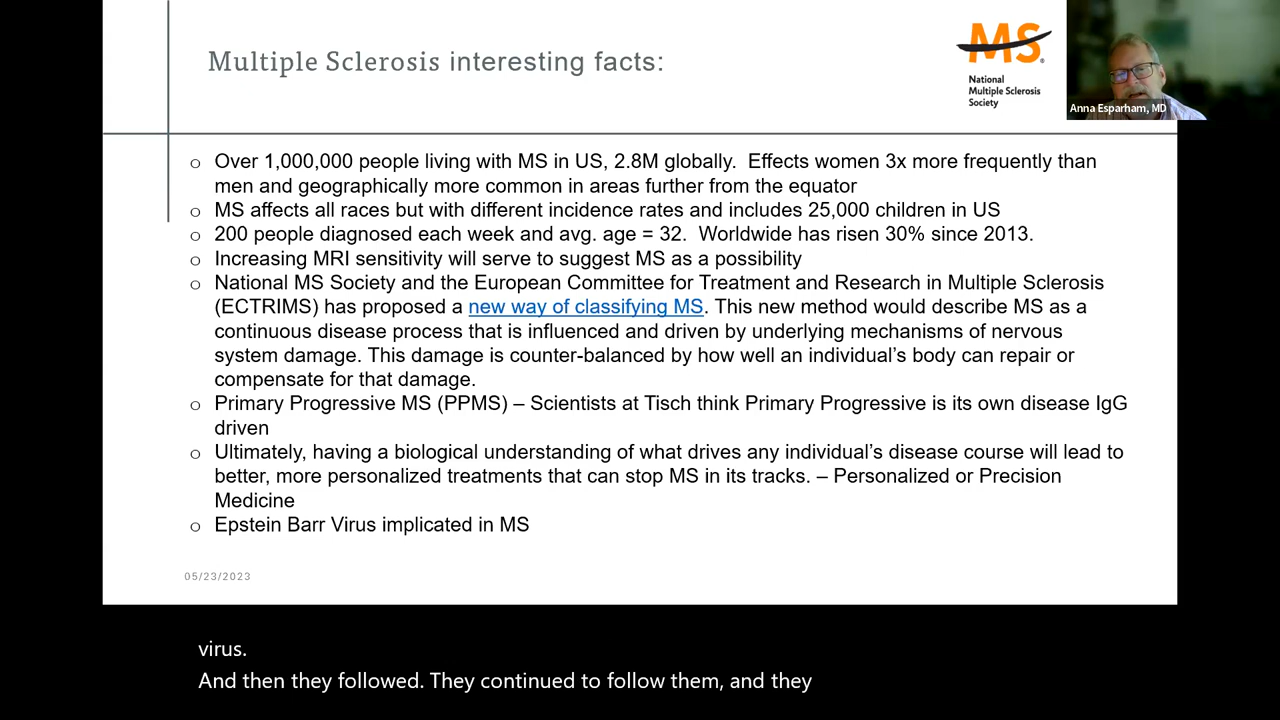 Multiple Sclerosis interesting facts:
MS
National
Multiple Sclerosis
Society
Anna Esparham, MD
o Over 1,000,000 people living with MS in US, 2.8M globally. Effects women 3x more frequently than
men and geographically more common in areas further from the equator
o MS affects all races but with different incidence rates and includes 25,000 children in US
o 200 people diagnosed each week and avg. age = 32. Worldwide has risen 30% since 2013.
o Increasing MRI sensitivity will serve to suggest MS as a possibility
o National MS Society and the European Committee for Treatment and Research in Multiple Sclerosis
(ECTRIMS) has proposed a new way of classifying MS. This new method would describe MS as a
continuous disease process that is influenced and driven by underlying mechanisms of nervous
system damage. This damage is counter-balanced by how well an individual’s body can repair or
compensate for that damage.
o Primary Progressive MS (PPMS) – Scientists at Tisch think Primary Progressive is its own disease IgG
driven
o Ultimately, having a biological understanding of what drives any individual’s disease course will lead to
better, more personalized treatments that can stop MS in its tracks. – Personalized or Precision
Medicine
o Epstein Barr Virus implicated in MS
05/23/2023
virus.
And then they followed. They continued to follow them, and they